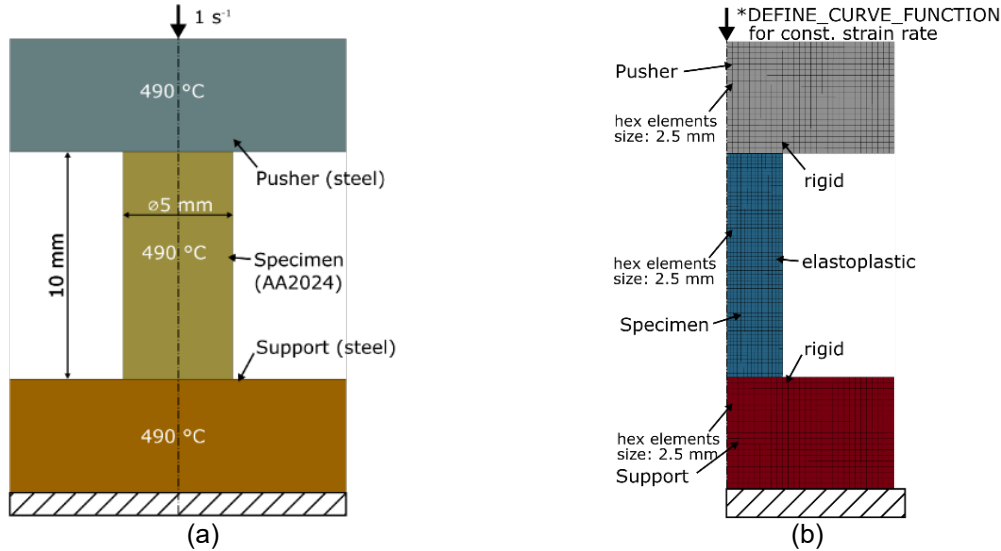 1 s⁻¹
490 °C
Pusher (steel)
⌀5 mm
10 mm
490 °C
Specimen
(AA2024)
Support (steel)
490 °C
(a)
*DEFINE_CURVE_FUNCTION
for const. strain rate
Pusher
hex elements
size: 2.5 mm
rigid
hex elements
size: 2.5 mm
elastoplastic
Specimen
rigid
hex elements
size: 2.5 mm
Support
(b)